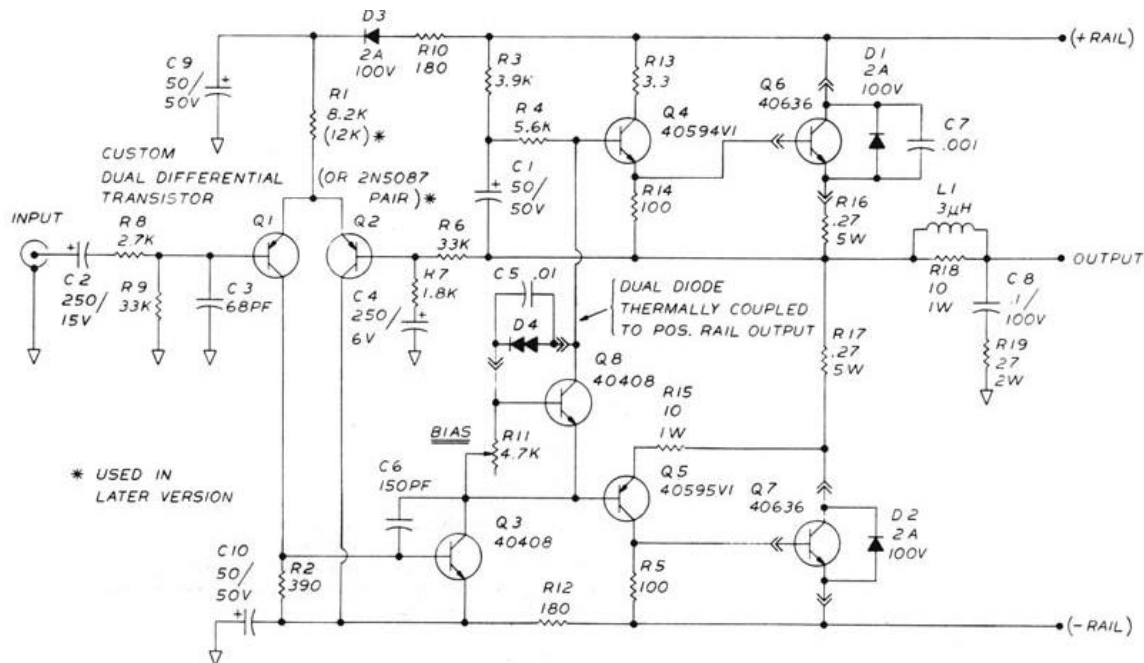 D3
2A
100V
R10
180
(+RAIL)
C9
50/
50V
+
R1
8.2K
(12K)*
R3
3.9K
R4
5.6K
R13
3.3
Q4
40594VI
Q6
40636
D1
2A
100V
C7
.001
CUSTOM
DUAL DIFFERENTIAL
TRANSISTOR
(OR 2N5087
PAIR)*
C1
50/
50V
+
R14
100
R16
.27
5W
L1
3µH
INPUT
+
R8
2.7K
Q1
Q2
R6
33K
OUTPUT
C2
250/
15V
R9
33K
C3
68PF
C4
250/
6V
R7
1.8K
+
C5 .01
D4
DUAL DIODE
THERMALLY COUPLED
TO POS. RAIL OUTPUT
R18
10
1W
C8
.1/
100V
R17
.27
5W
R19
27
2W
Q8
40408
R15
10
1W
BIAS
R11
4.7K
* USED IN
LATER VERSION
C6
150PF
Q5
40595VI
Q7
40636
Q3
40408
D2
2A
100V
C10
50/
50V
+
R2
390
R12
180
R5
100
(-RAIL)